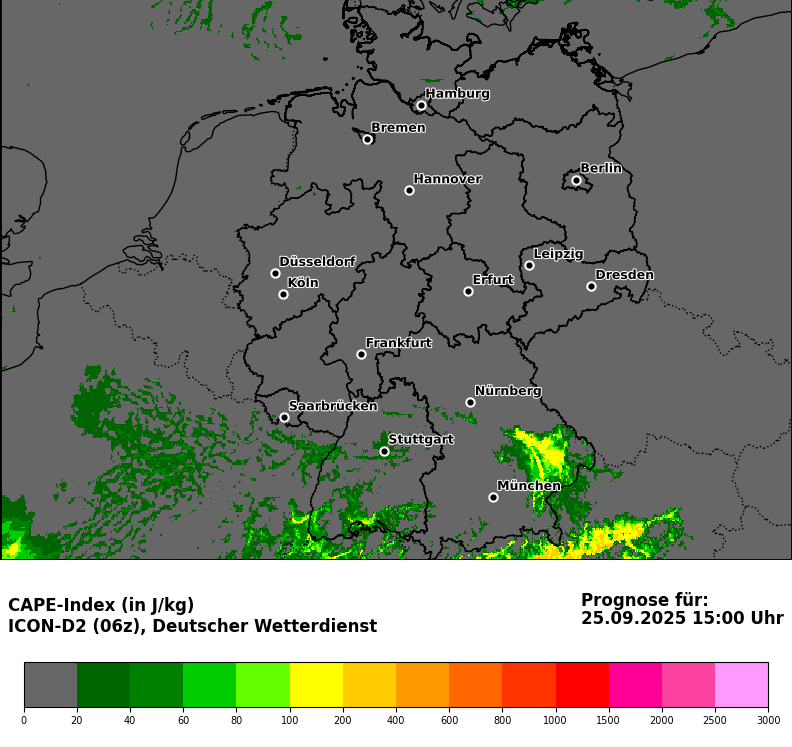 Hamburg
Bremen
Berlin
Hannover
Leipzig
Düsseldorf
Dresden
Köln
Erfurt
Frankfurt
Nürnberg
Saarbrücken
Stuttgart
München
CAPE-Index (in J/kg)
ICON-D2 (06z), Deutscher Wetterdienst
Prognose für:
25.09.2025 15:00 Uhr
0 20 40 60 80 100 200 400 600 800 1000 1500 2000 2500 3000